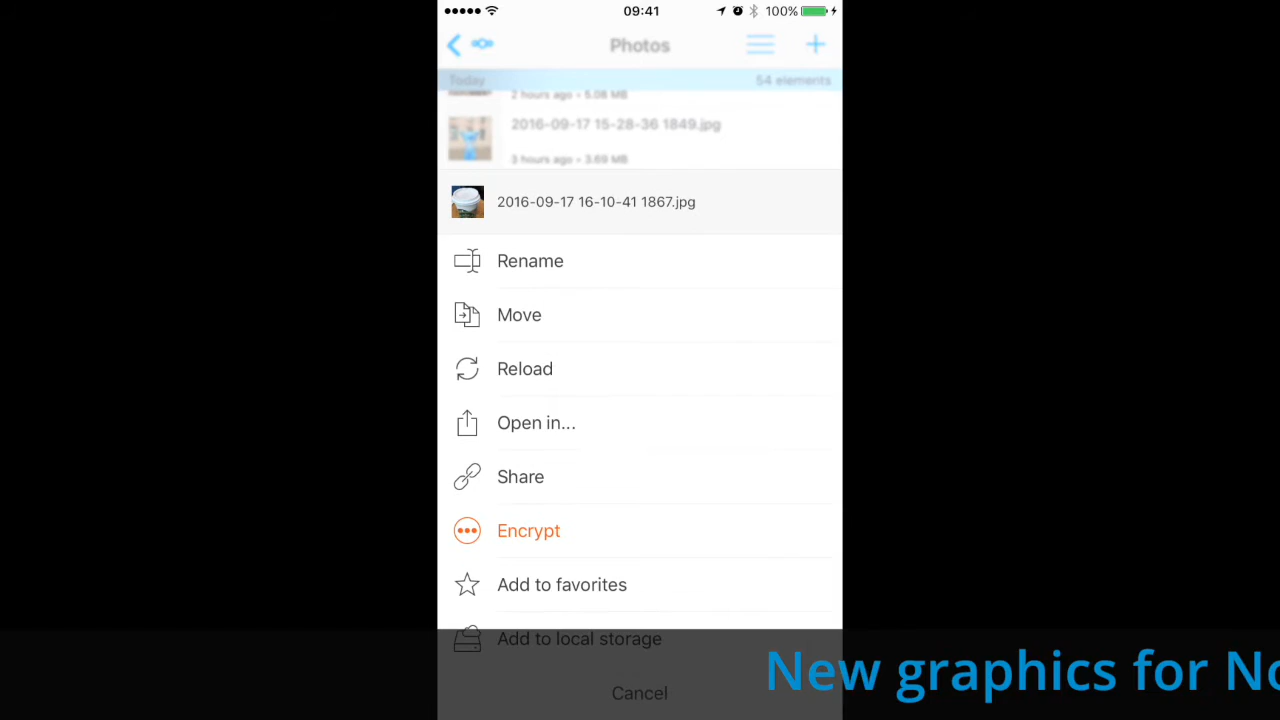 09:41
100%
Photos
Today
54 elements
2 hours ago • 5.08 MB
2016-09-17 15-28-36 1849.jpg
3 hours ago • 3.69 MB
2016-09-17 16-10-41 1867.jpg
Rename
Move
Reload
Open in...
Share
Encrypt
Add to favorites
Add to local storage
Cancel
New graphics for